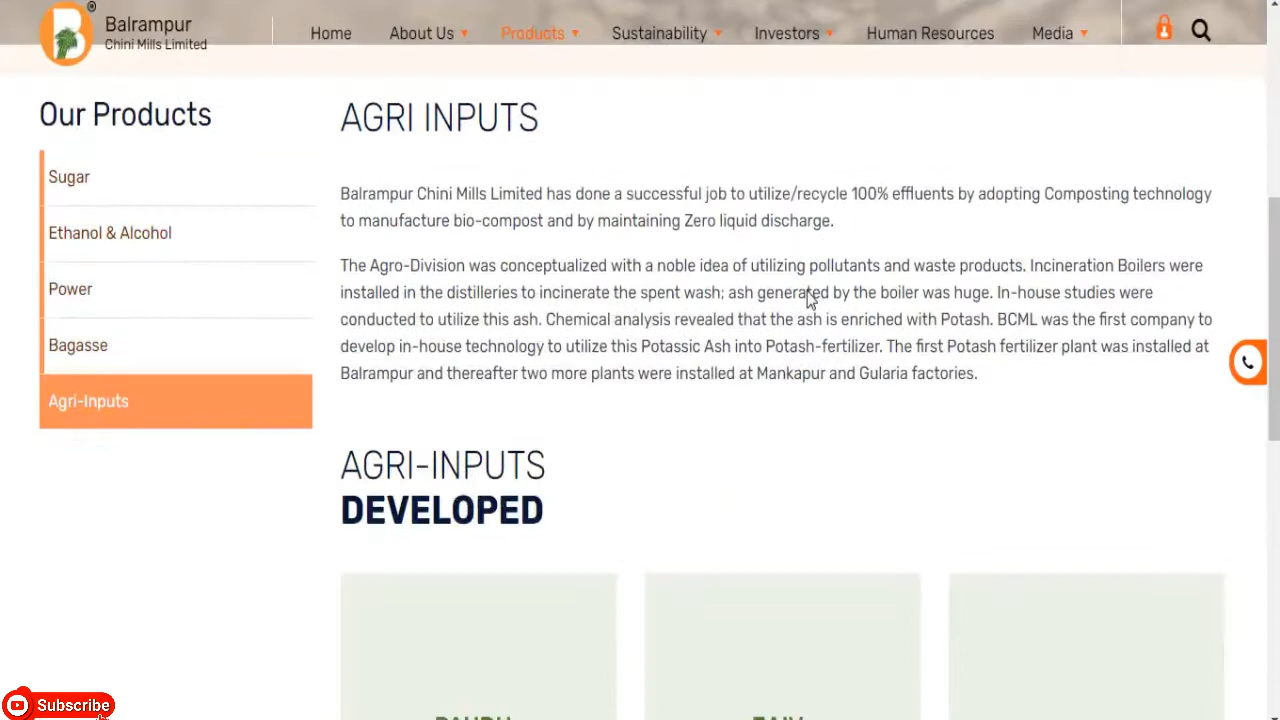 Balrampur
Chini Mills Limited
Home
About Us
Products
Sustainability
Investors
Human Resources
Media
Our Products
Sugar
Ethanol & Alcohol
Power
Bagasse
Agri-Inputs
AGRI INPUTS
Balrampur Chini Mills Limited has done a successful job to utilize/recycle 100% effluents by adopting Composting technology
to manufacture bio-compost and by maintaining Zero liquid discharge.
The Agro-Division was conceptualized with a noble idea of utilizing pollutants and waste products. Incineration Boilers were
installed in the distilleries to incinerate the spent wash; ash generated by the boiler was huge. In-house studies were
conducted to utilize this ash. Chemical analysis revealed that the ash is enriched with Potash. BCML was the first company to
develop in-house technology to utilize this Potassic Ash into Potash-fertilizer. The first Potash fertilizer plant was installed at
Balrampur and thereafter two more plants were installed at Mankapur and Gularia factories.
AGRI-INPUTS
DEVELOPED
Subscribe